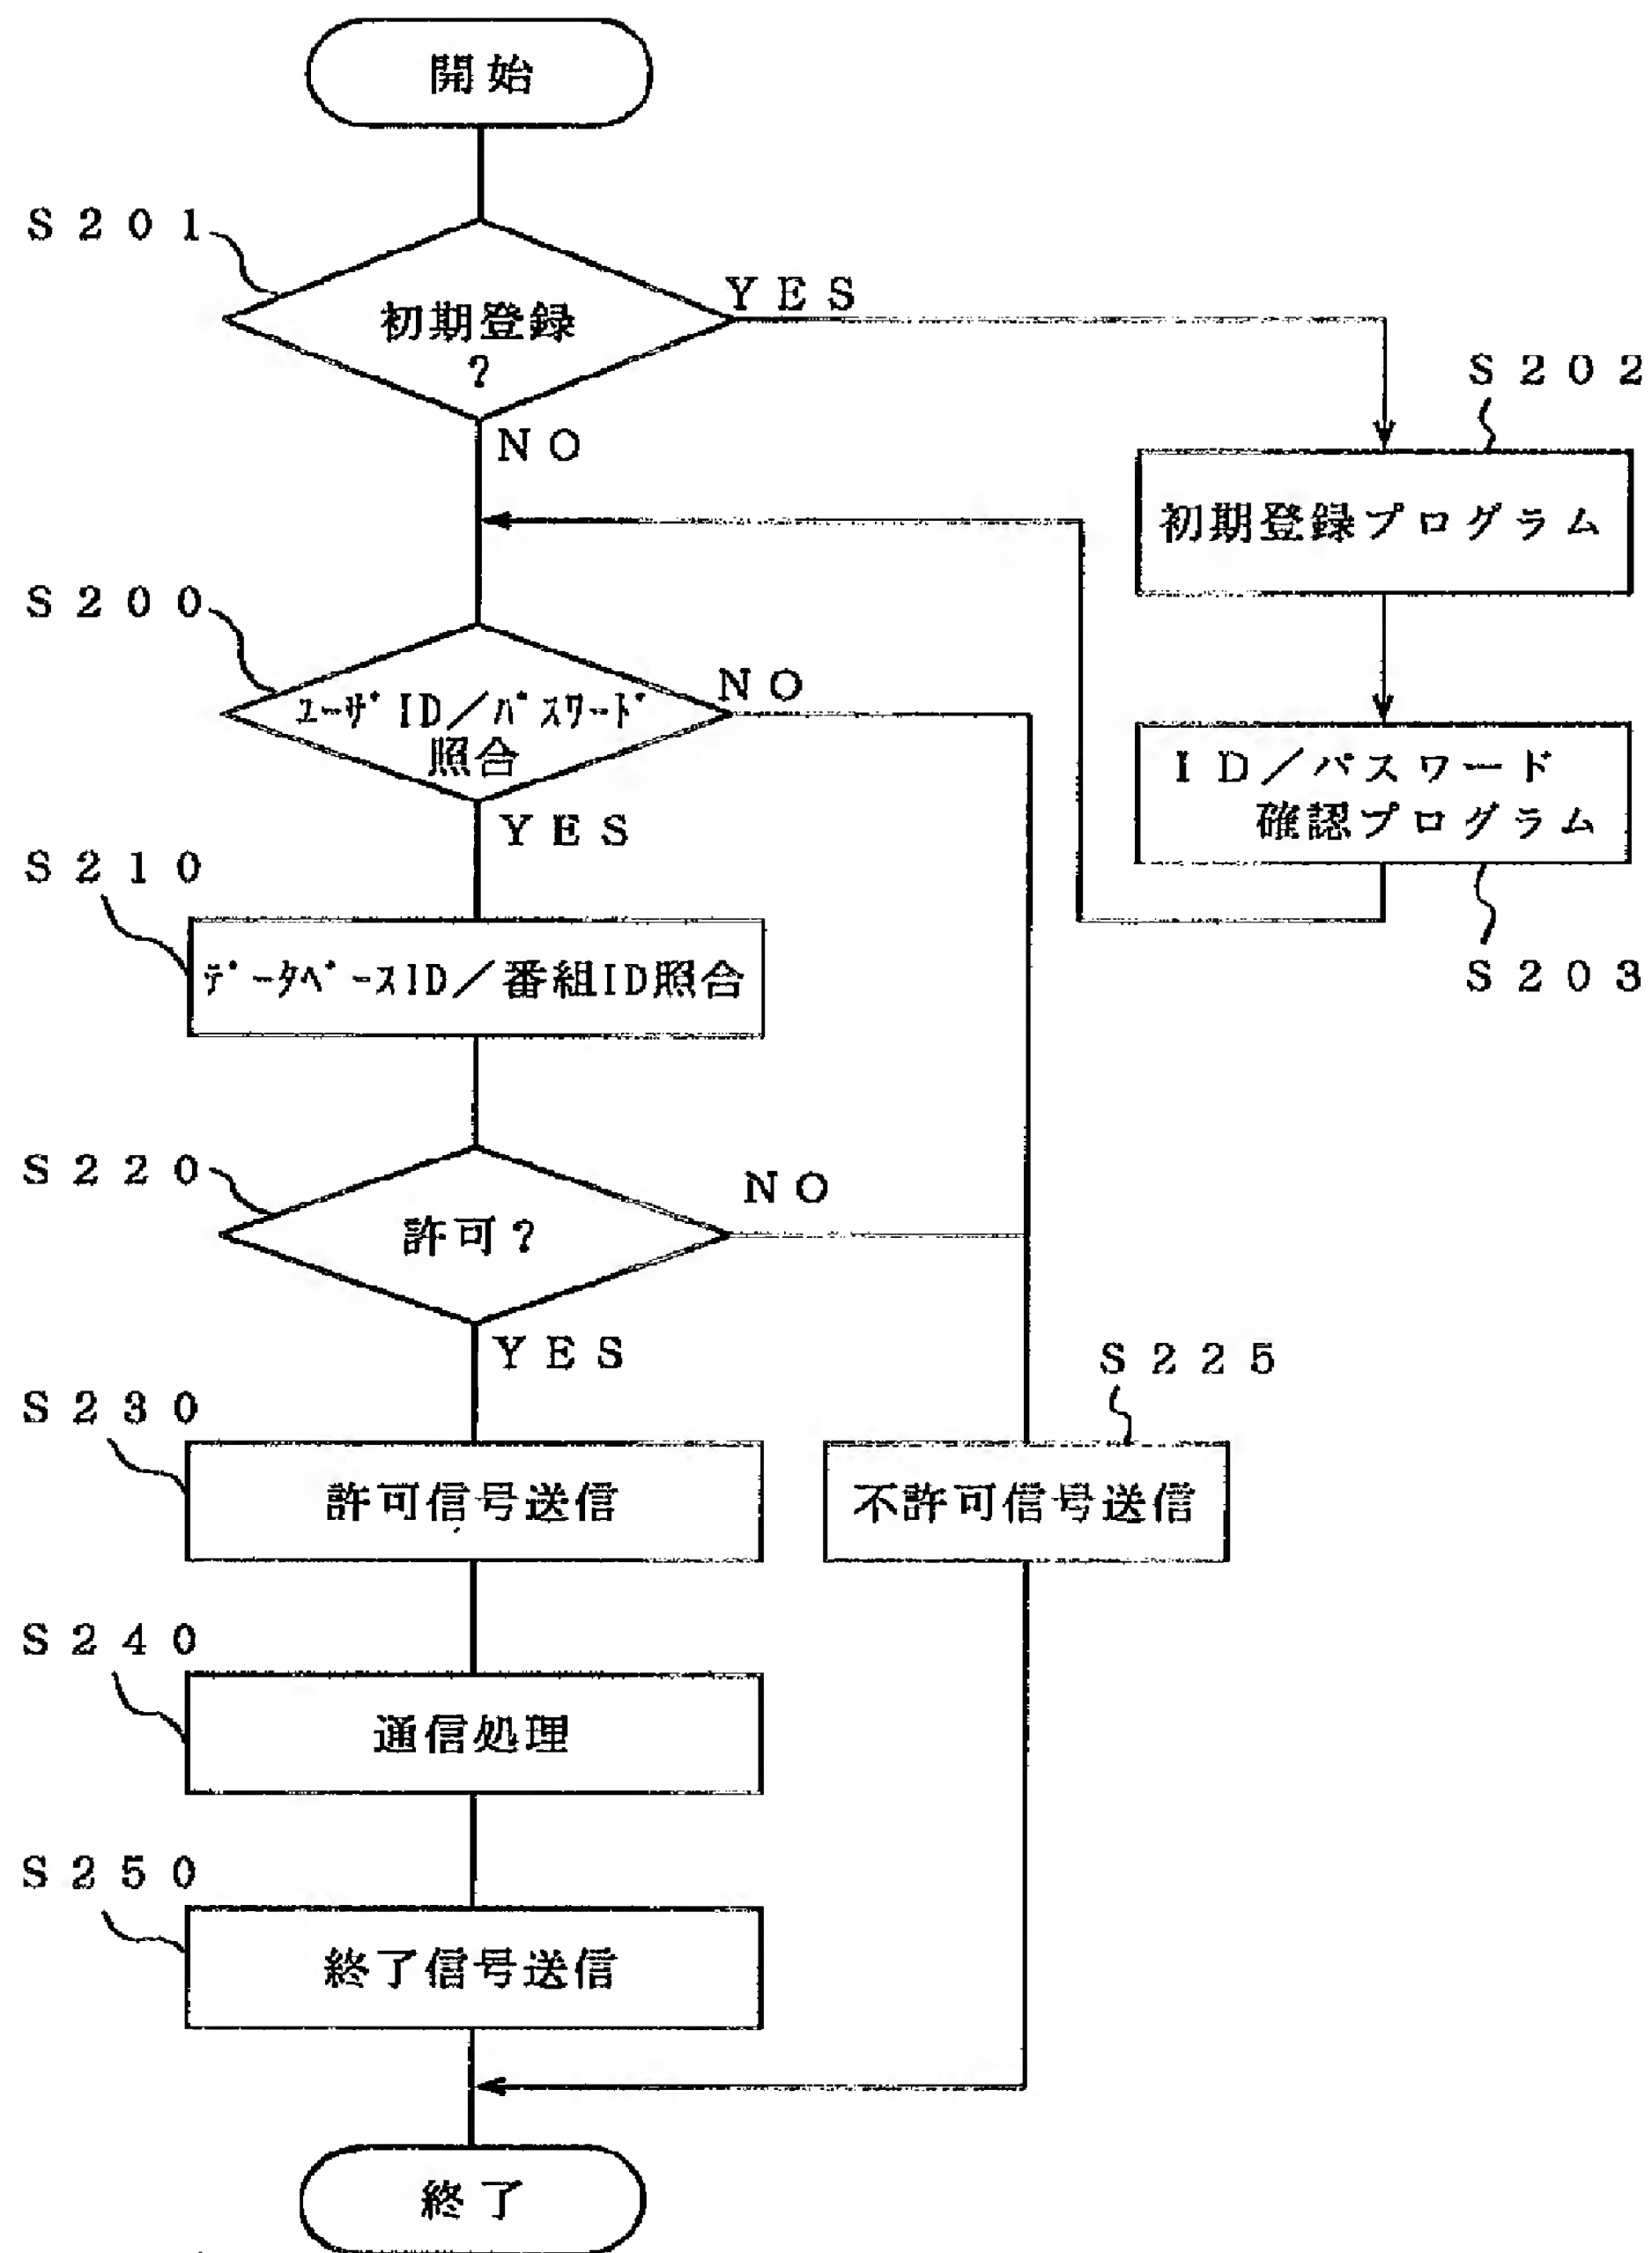 開始
S201
初期登録
?
YES
NO
S202
初期登録プログラム
S200
ユーザID/パスワード
照合
NO
YES
ID/パスワード
確認プログラム
S203
S210
データベースID/番組ID照合
S220
許可?
NO
YES
S225
S230
許可信号送信
不許可信号送信
S240
通信処理
S250
終了信号送信
終了